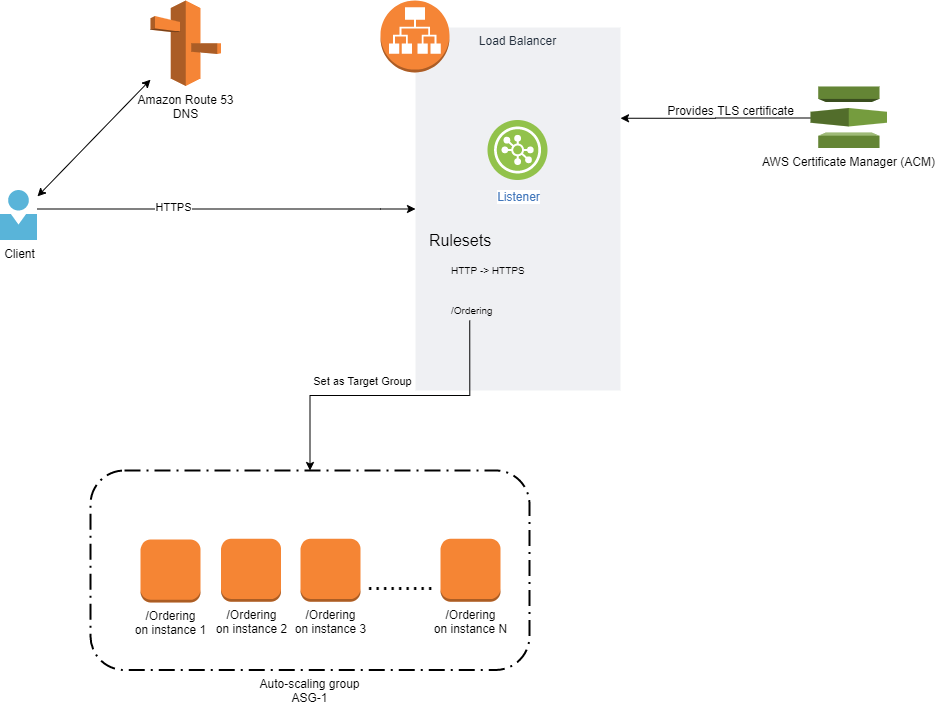 Load Balancer
Amazon Route 53
DNS
Provides TLS certificate
AWS Certificate Manager (ACM)
Listener
HTTPS
Client
Rulesets
HTTP -> HTTPS
/Ordering
Set as Target Group
/Ordering
on instance 1
/Ordering
on instance 2
/Ordering
on instance 3
/Ordering
on instance N
Auto-scaling group
ASG-1